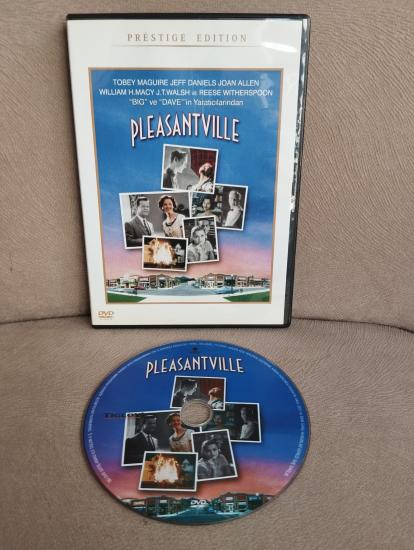 PRESTIGE EDITION
TOBEY MAGUIRE JEFF DANIELS JOAN ALLEN
WILLIAM H.MACY J.T.WALSH ve REESE WITHERSPOON
"BIG" ve "DAVE"in Yaratıcılarından
PLEASANTVILLE
DVD
PLEASANTVILLE
TIGLON
DVD